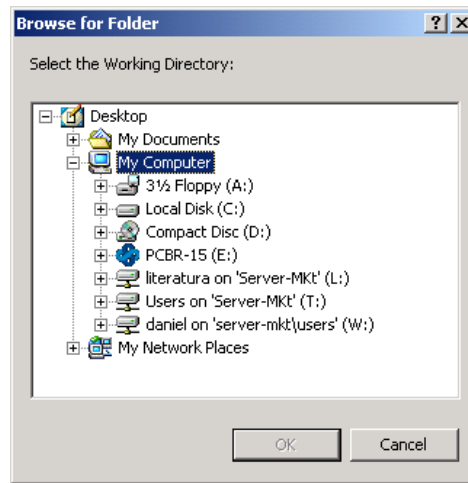 Browse for Folder
Select the Working Directory:
Desktop
My Documents
My Computer
3½ Floppy (A:)
Local Disk (C:)
Compact Disc (D:)
PCBR-15 (E:)
literatura on 'Server-MKt' (L:)
Users on 'Server-MKt' (T:)
daniel on 'server-mkt\users' (W:)
My Network Places
OK Cancel